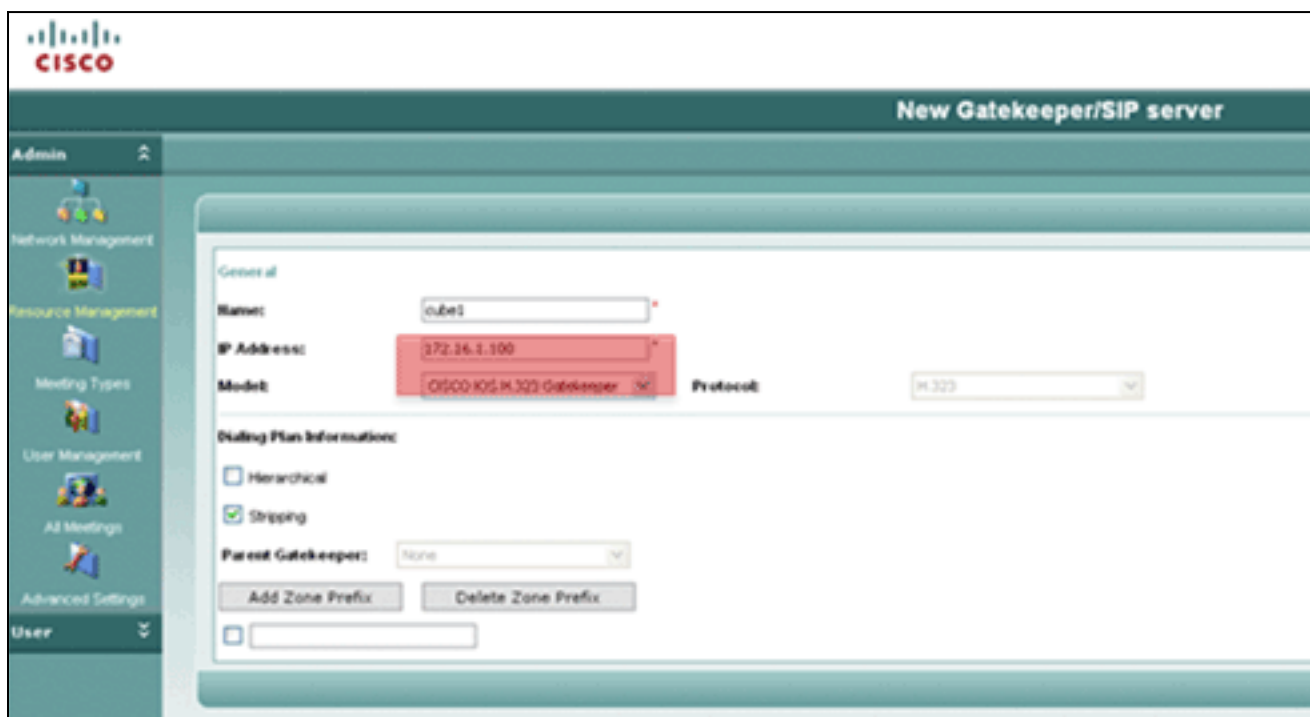 CISCO
New Gatekeeper/SIP server
Admin
Network Management
Resource Management
Meeting Types
User Management
All Meetings
Advanced Settings
User
General
Name: cube1 *
IP Address: 172.16.1.100 *
Model: CISCO IOS H.323 Gatekeeper Protocol: H.323
Dialing Plan Information:
Hierarchical
Stripping
Parent Gatekeeper: None
Add Zone Prefix Delete Zone Prefix